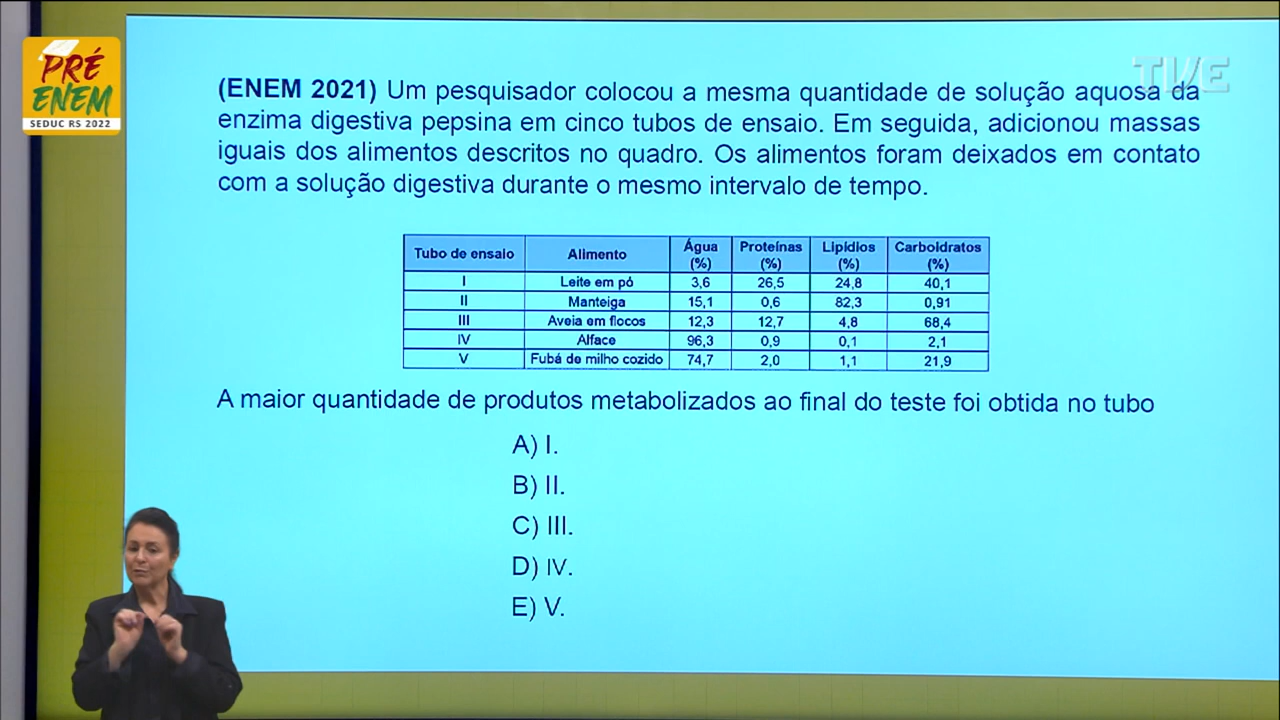 PRÉ
ENEM
SEDUC RS 2022
TVE
(ENEM 2021) Um pesquisador colocou a mesma quantidade de solução aquosa da
enzima digestiva pepsina em cinco tubos de ensaio. Em seguida, adicionou massas
iguais dos alimentos descritos no quadro. Os alimentos foram deixados em contato
com a solução digestiva durante o mesmo intervalo de tempo.
Tubo de ensaio Alimento Água (%) Proteínas (%) Lipídios (%) Carboidratos (%)
I Leite em pó 3,6 26,5 24,8 40,1
II Manteiga 15,1 0,6 82,3 0,91
III Aveia em flocos 12,3 12,7 4,8 68,4
IV Alface 96,3 0,9 0,1 2,1
V Fubá de milho cozido 74,7 2,0 1,1 21,9
A maior quantidade de produtos metabolizados ao final do teste foi obtida no tubo
A) I.
B) II.
C) III.
D) IV.
E) V.